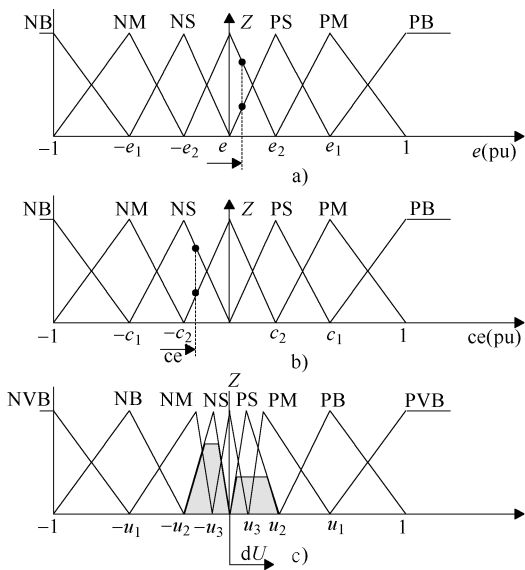 NB NM NS Z PS PM PB
−1 −e1 −e2 e e2 e1 1 e(pu)
a)
NB NM NS Z PS PM PB
−1 −c1 −c2 c2 c1 1 ce(pu)
ce
b)
Z
NVB NB NM NS PS PM PB PVB
−1 −u1 −u2 −u3 u3 u2 u1 1
dU c)